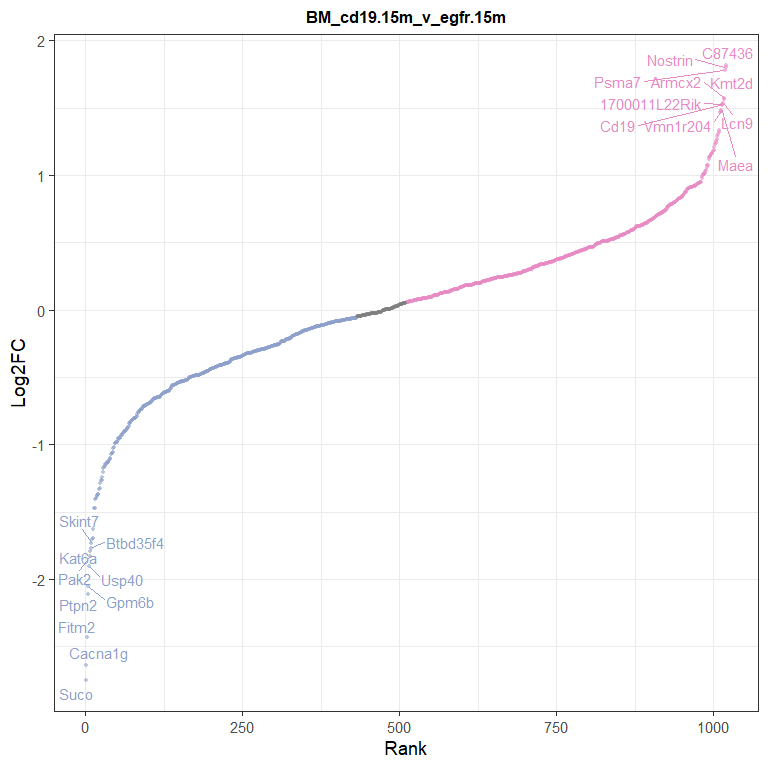 BM_cd19.15m_v_egfr.15m
2
C87436
Nostrin
Psma7 Armcx2 Kmt2d
1700011L22Rik
Cd19 Vmn1r204 Lcn9
Maea
1
0
Log2FC
-1
Skint7
Btbd35f4
Kat6a
Pak2 Usp40
-2
Ptpn2 Gpm6b
Fitm2
Cacna1g
Suco
0 250 500 750 1000
Rank